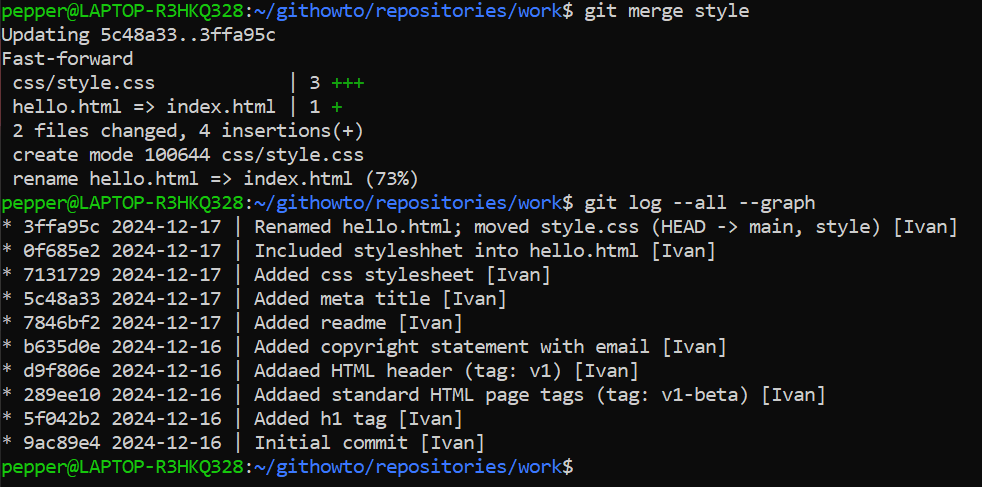 pepper@LAPTOP-R3HKQ328:~/githowto/repositories/work$ git merge style
Updating 5c48a33..3ffa95c
Fast-forward
 css/style.css            | 3 +++
 hello.html => index.html | 1 +
 2 files changed, 4 insertions(+)
 create mode 100644 css/style.css
 rename hello.html => index.html (73%)
pepper@LAPTOP-R3HKQ328:~/githowto/repositories/work$ git log --all --graph
* 3ffa95c 2024-12-17 | Renamed hello.html; moved style.css (HEAD -> main, style) [Ivan]
* 0f685e2 2024-12-17 | Included styleshhet into hello.html [Ivan]
* 7131729 2024-12-17 | Added css stylesheet [Ivan]
* 5c48a33 2024-12-17 | Added meta title [Ivan]
* 7846bf2 2024-12-17 | Added readme [Ivan]
* b635d0e 2024-12-16 | Added copyright statement with email [Ivan]
* d9f806e 2024-12-16 | Addaed HTML header (tag: v1) [Ivan]
* 289ee10 2024-12-16 | Addaed standard HTML page tags (tag: v1-beta) [Ivan]
* 5f042b2 2024-12-16 | Added h1 tag [Ivan]
* 9ac89e4 2024-12-16 | Initial commit [Ivan]
pepper@LAPTOP-R3HKQ328:~/githowto/repositories/work$